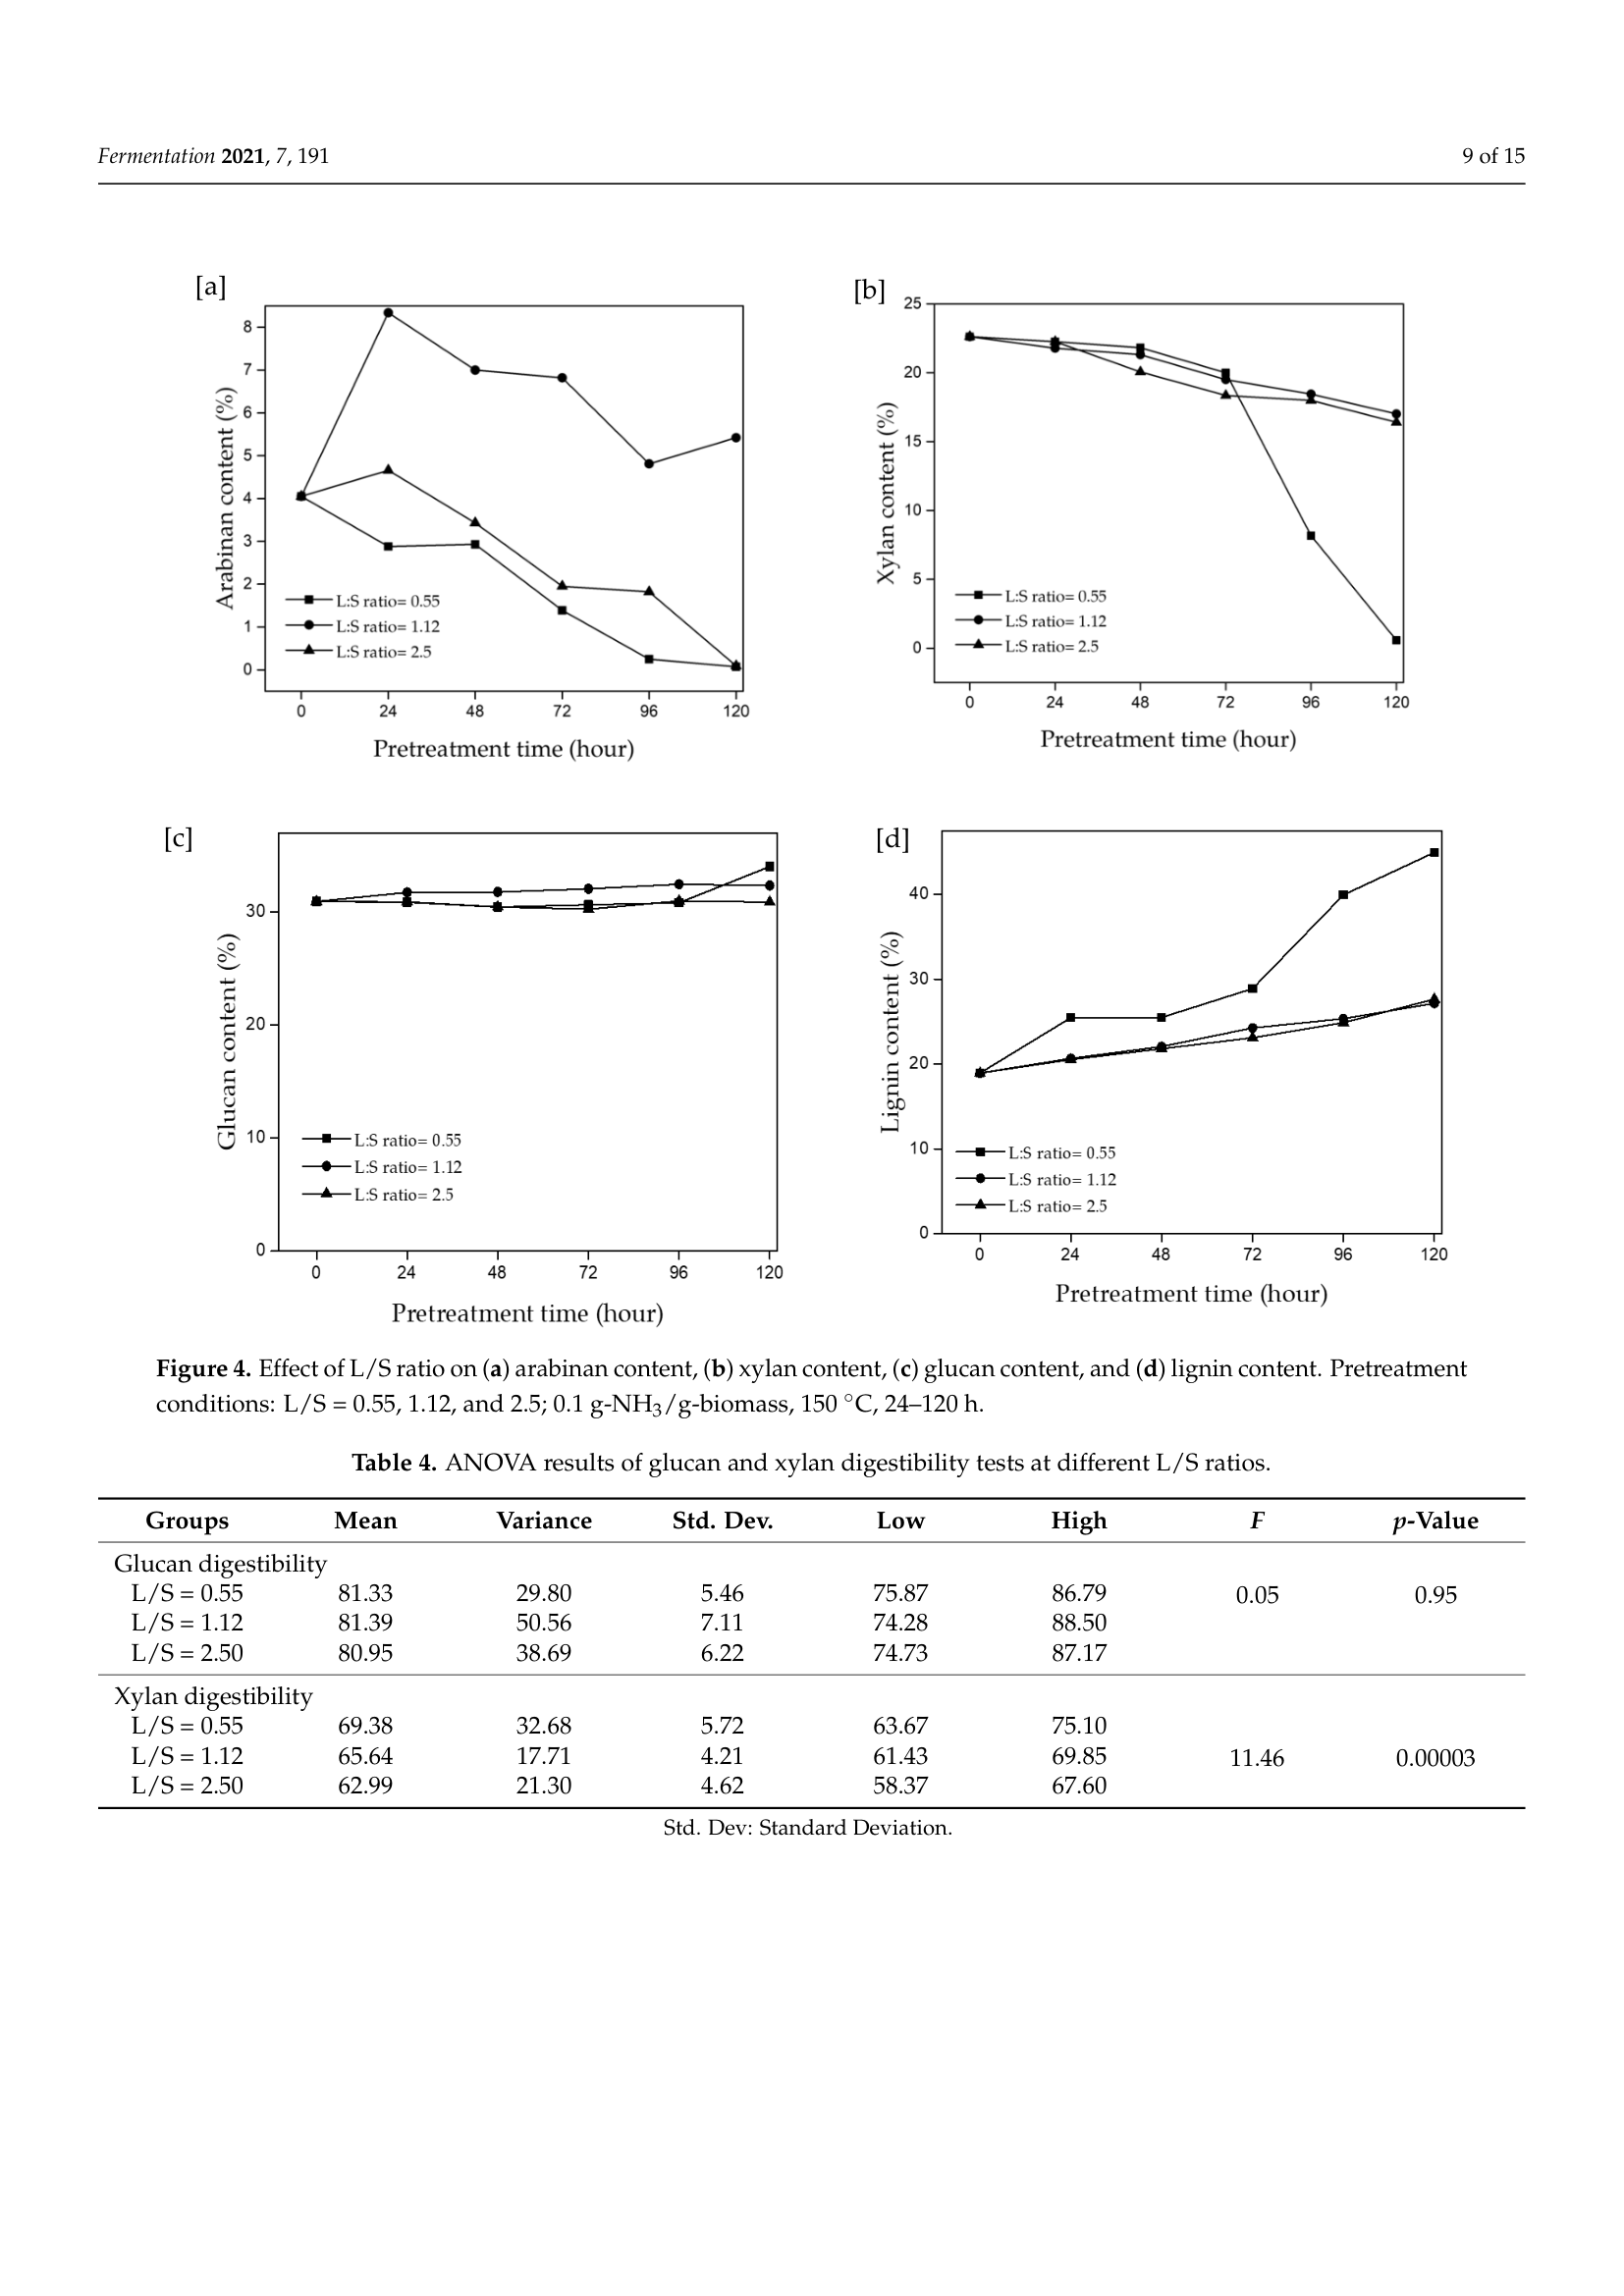 Fermentation 2021, 7, 191
9 of 15
[a]
8
7
6
5
4
3
2
1
0
Arabinan content (%)
L:S ratio= 0.55
L:S ratio= 1.12
L:S ratio= 2.5
0 24 48 72 96 120
Pretreatment time (hour)
[b]
25
20
15
10
5
0
Xylan content (%)
L:S ratio= 0.55
L:S ratio= 1.12
L:S ratio= 2.5
0 24 48 72 96 120
Pretreatment time (hour)
[c]
30
20
10
0
Glucan content (%)
L:S ratio= 0.55
L:S ratio= 1.12
L:S ratio= 2.5
0 24 48 72 96 120
Pretreatment time (hour)
[d]
40
30
20
10
0
Lignin content (%)
L:S ratio= 0.55
L:S ratio= 1.12
L:S ratio= 2.5
0 24 48 72 96 120
Pretreatment time (hour)
Figure 4. Effect of L/S ratio on (a) arabinan content, (b) xylan content, (c) glucan content, and (d) lignin content. Pretreatment
conditions: L/S = 0.55, 1.12, and 2.5; 0.1 g-NH3/g-biomass, 150 °C, 24–120 h.
Table 4. ANOVA results of glucan and xylan digestibility tests at different L/S ratios.
Groups Mean Variance Std. Dev. Low High F p-Value
Glucan digestibility
L/S = 0.55 81.33 29.80 5.46 75.87 86.79 0.05 0.95
L/S = 1.12 81.39 50.56 7.11 74.28 88.50
L/S = 2.50 80.95 38.69 6.22 74.73 87.17
Xylan digestibility
L/S = 0.55 69.38 32.68 5.72 63.67 75.10
L/S = 1.12 65.64 17.71 4.21 61.43 69.85 11.46 0.00003
L/S = 2.50 62.99 21.30 4.62 58.37 67.60
Std. Dev: Standard Deviation.